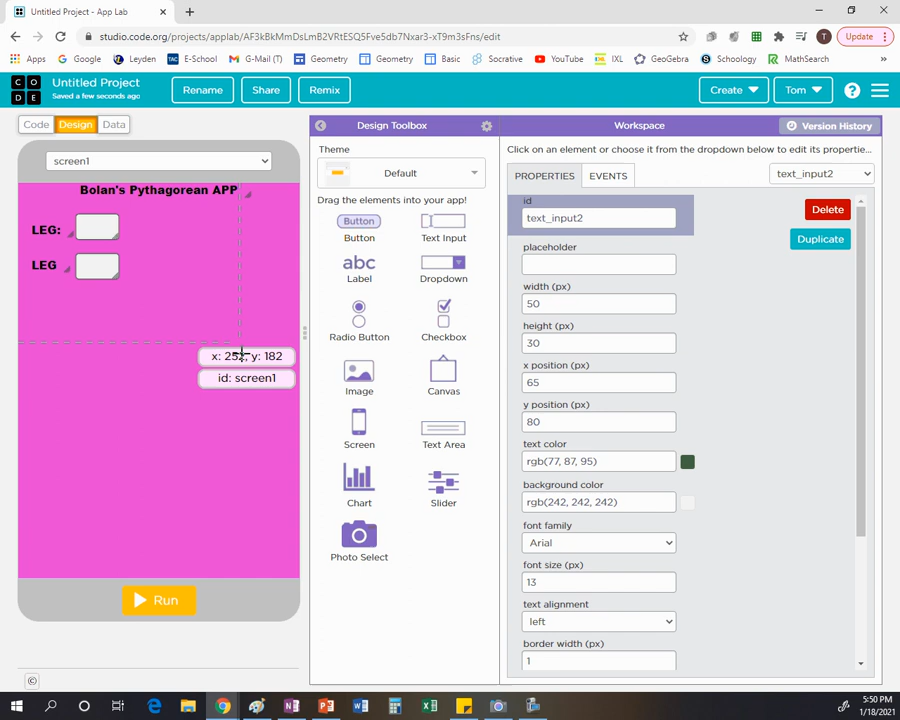 Untitled Project - App Lab
studio.code.org/projects/applab/AF3kBkMmDsLmB2VRtESQ5Fve5db7Nxar3-xT9m3sFns/edit
T
Update
Apps
Google
Leyden
E-School
G-Mail (T)
Geometry
Geometry
Basic
Socrative
YouTube
IXL
GeoGebra
Schoology
MathSearch
»
C O D E
Untitled Project
Saved a few seconds ago
Rename
Share
Remix
Create
Tom
?
Code
Design
Data
Design Toolbox
Workspace
Version History
screen1
Theme
Default
Click on an element or choose it from the dropdown below to edit its propertie...
PROPERTIES
EVENTS
text_input2
Bolan's Pythagorean APP
LEG:
LEG
x: 252, y: 182
id: screen1
Run
©
Drag the elements into your app!
Button
Button
Text Input
abc
Label
Dropdown
Radio Button
Checkbox
Image
Canvas
Screen
Text Area
Chart
Slider
Photo Select
id
text_input2
Delete
placeholder
Duplicate
width (px)
50
height (px)
30
x position (px)
65
y position (px)
80
text color
rgb(77, 87, 95)
background color
rgb(242, 242, 242)
font family
Arial
font size (px)
13
text alignment
left
border width (px)
1
5:50 PM
1/18/2021